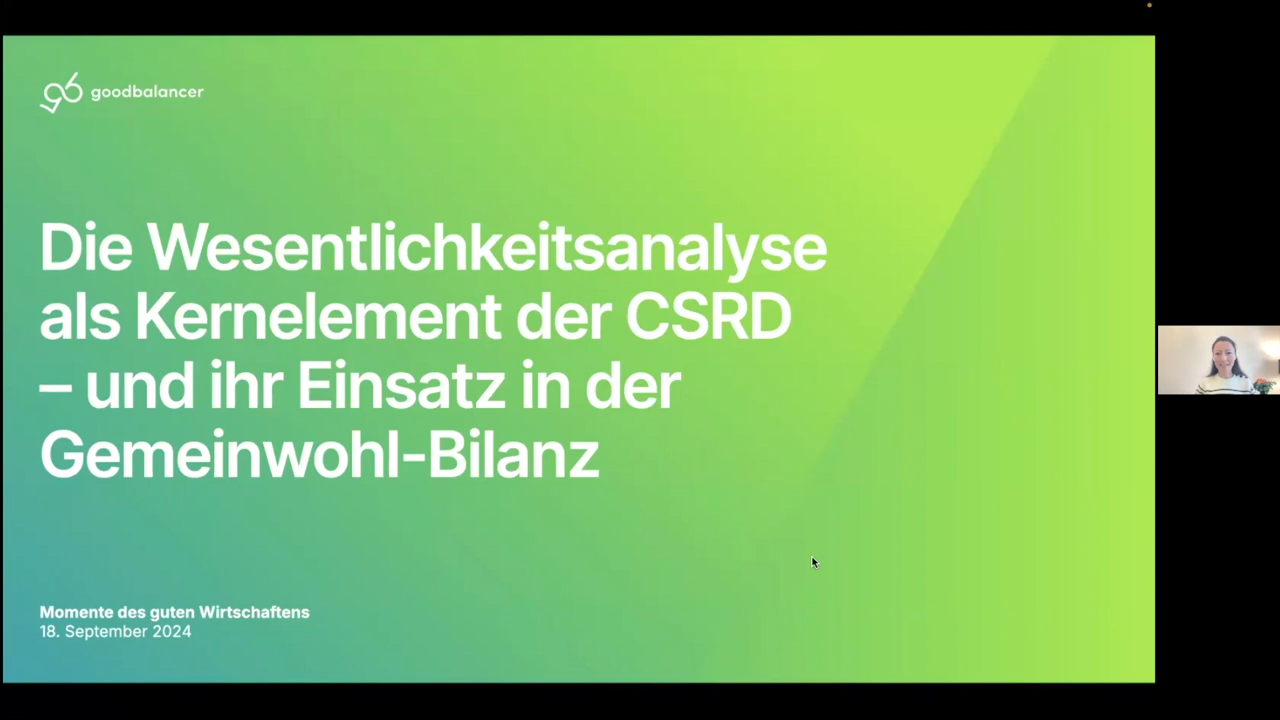 goodbalancer
Die Wesentlichkeitsanalyse
als Kernelement der CSRD
– und ihr Einsatz in der
Gemeinwohl-Bilanz
Momente des guten Wirtschaftens
18. September 2024